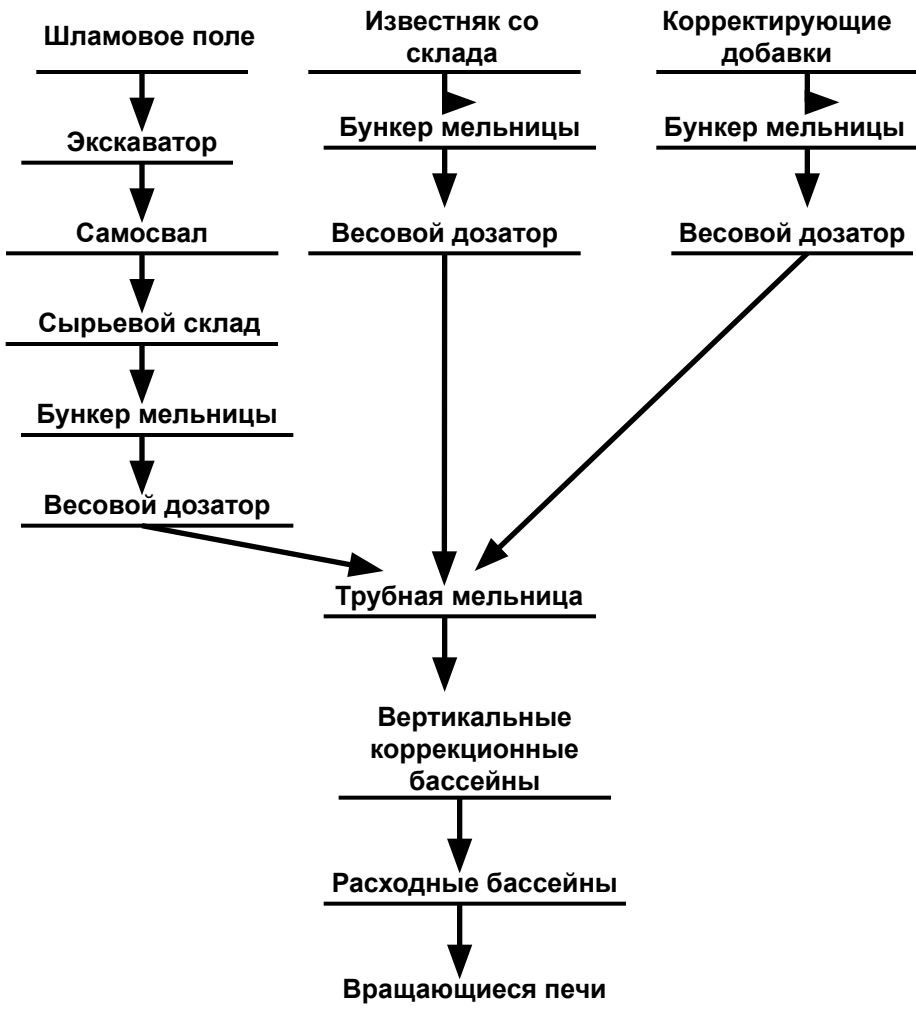 Шламовое поле
Известняк со
склада
Корректирующие
добавки
Экскаватор
Бункер мельницы
Бункер мельницы
Самосвал
Весовой дозатор
Весовой дозатор
Сырьевой склад
Бункер мельницы
Весовой дозатор
Трубная мельница
Вертикальные
коррекционные
бассейны
Расходные бассейны
Вращающиеся печи